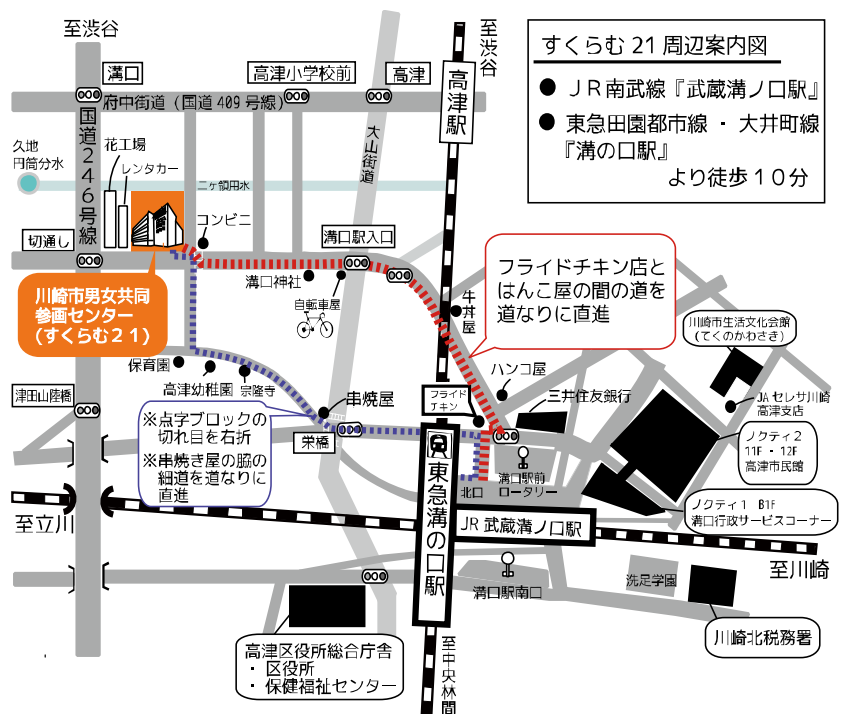 至渋谷
至渋谷
すくらむ21周辺案内図
● JR南武線『武蔵溝ノ口駅』
● 東急田園都市線・大井町線
『溝の口駅』
より徒歩10分
溝口
高津小学校前
高津
高津駅
府中街道（国道409号線）
国道246号線
大山街道
久地
円筒分水
花工場
レンタカー
二ヶ領用水
コンビニ
切通し
溝口駅入口
溝口神社
自転車屋
川崎市男女共同
参画センター
(すくらむ21)
フライドチキン店と
はんこ屋の間の道を
道なりに直進
牛丼屋
川崎市生活文化会館
(てくのかわさき)
保育園
高津幼稚園
宗隆寺
串焼屋
ハンコ屋
フライド
チキン
三井住友銀行
JAセレサ川崎
高津支店
津田山陸橋
※点字ブロックの
切れ目を右折
※串焼き屋の脇の
細道を道なりに
直進
栄橋
ノクティ2
11F・12F
高津市民館
溝口駅前
ロータリー
北口
ノクティ1 B1F
溝口行政サービスコーナー
至立川
東急溝の口駅
JR武蔵溝ノ口駅
至川崎
溝口駅南口
洗足学園
川崎北税務署
高津区役所総合庁舎
・区役所
・保健福祉センター
至中央林間